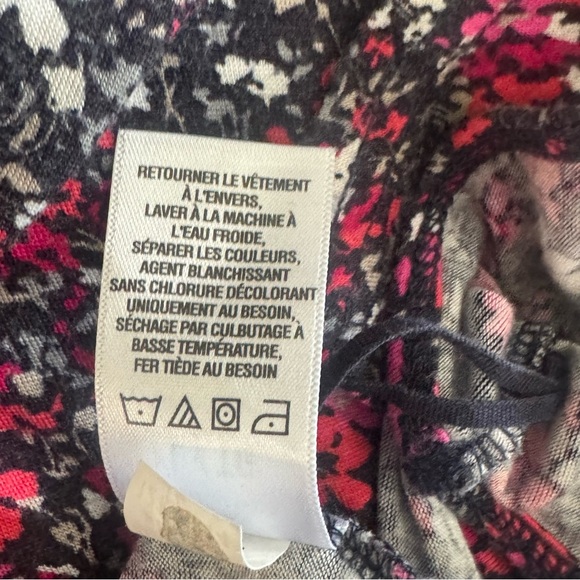 RETOURNER LE VÊTEMENT
À L'ENVERS,
LAVER À LA MACHINE À
L'EAU FROIDE,
SÉPARER LES COULEURS,
AGENT BLANCHISSANT
SANS CHLORURE DÉCOLORANT
UNIQUEMENT AU BESOIN,
SÉCHAGE PAR CULBUTAGE À
BASSE TEMPÉRATURE,
FER TIÈDE AU BESOIN